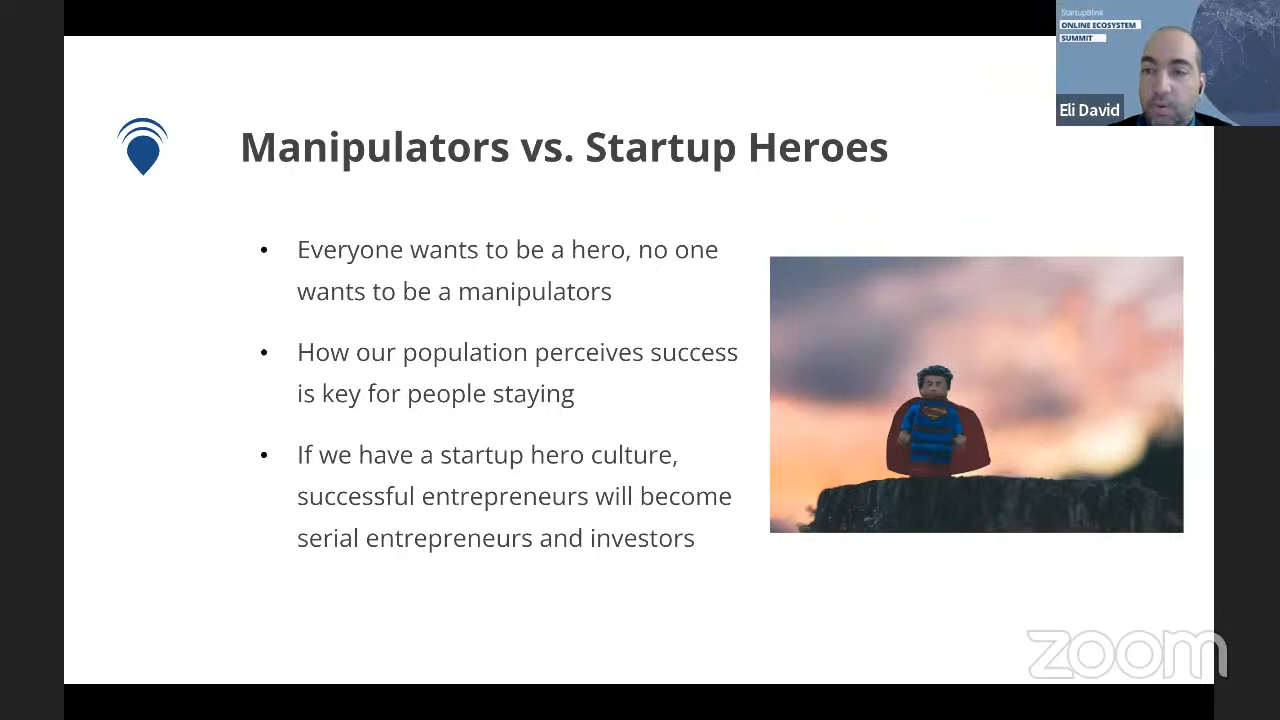 StartupBlink
ONLINE ECOSYSTEM
SUMMIT
Eli David
Manipulators vs. Startup Heroes
• Everyone wants to be a hero, no one
wants to be a manipulators
• How our population perceives success
is key for people staying
• If we have a startup hero culture,
successful entrepreneurs will become
serial entrepreneurs and investors
zoom